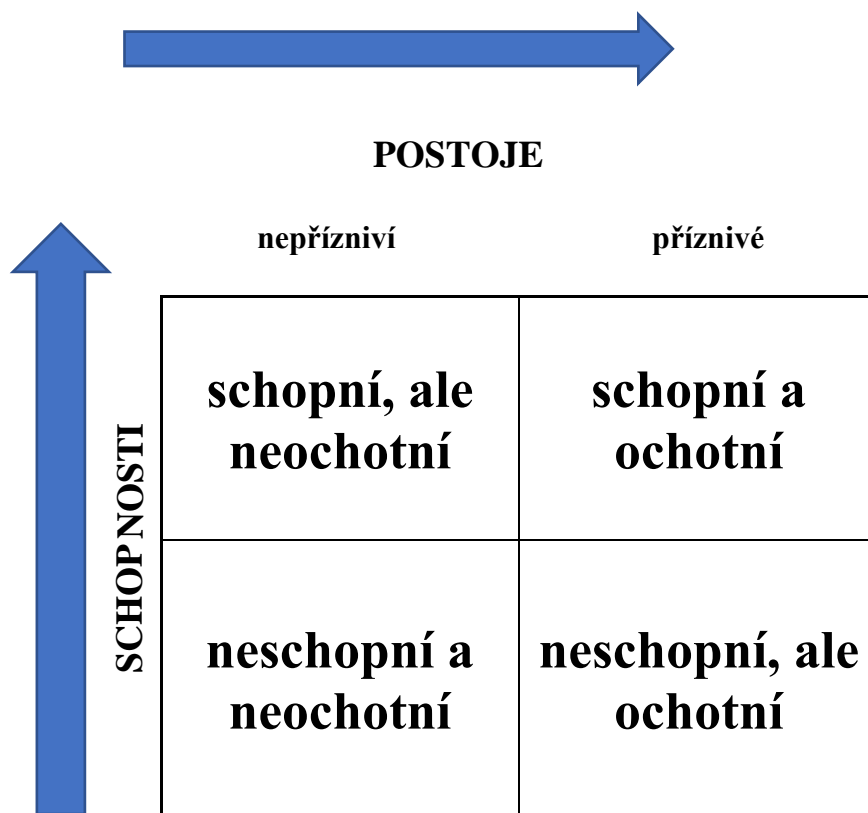 POSTOJE
nepřízniví příznivé
SCHOPNOSTI
schopní, ale
neochotní
schopní a
ochotní
neschopní a
neochotní
neschopní, ale
ochotní